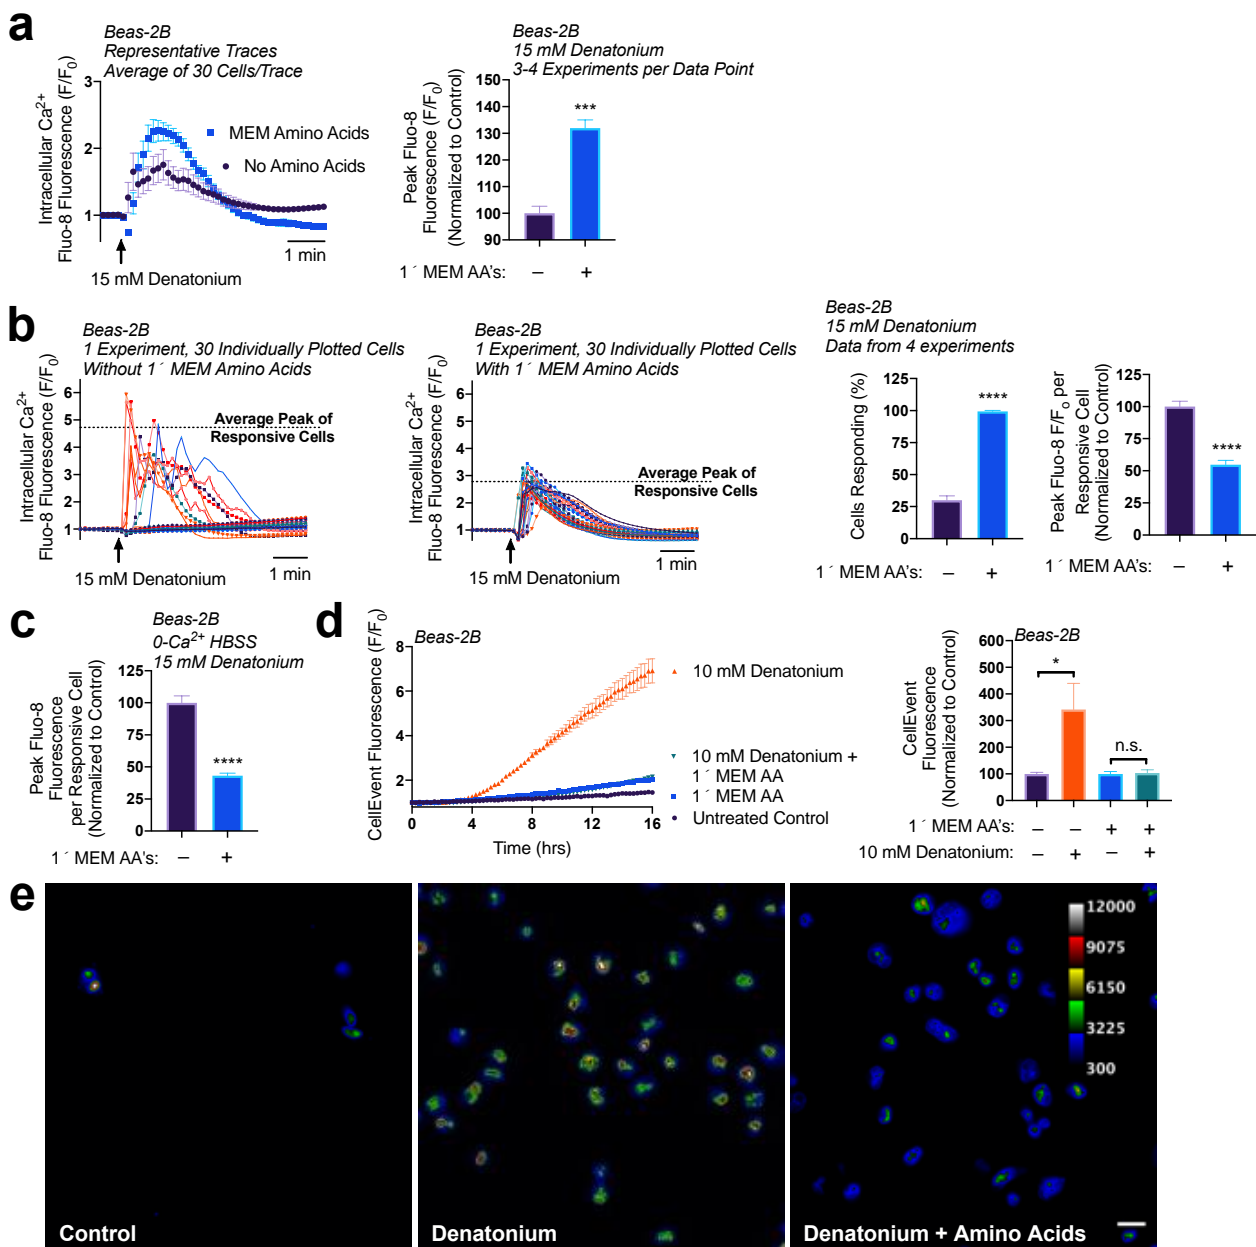 a
Beas-2B
Representative Traces
Average of 30 Cells/Trace
Intracellular Ca²⁺
Fluo-8 Fluorescence (F/F₀)
3
2
1
MEM Amino Acids
No Amino Acids
1 min
15 mM Denatonium
Beas-2B
15 mM Denatonium
3-4 Experiments per Data Point
Peak Fluo-8
Fluorescence (F/F₀)
(Normalized to Control)
150
140
130
120
110
100
90
***
1 ´ MEM AA's: – +
b
Beas-2B
1 Experiment, 30 Individually Plotted Cells
Without 1´ MEM Amino Acids
Intracellular Ca²⁺
Fluo-8 Fluorescence (F/F₀)
6
5
4
3
2
1
Average Peak of
Responsive Cells
1 min
15 mM Denatonium
Beas-2B
1 Experiment, 30 Individually Plotted Cells
With 1´ MEM Amino Acids
Intracellular Ca²⁺
Fluo-8 Fluorescence (F/F₀)
6
5
4
3
2
1
Average Peak of
Responsive Cells
1 min
15 mM Denatonium
Beas-2B
15 mM Denatonium
Data from 4 experiments
Cells Responding (%)
125
100
75
50
25
0
****
1´ MEM AA's: – +
Peak Fluo-8 F/F₀ per
Responsive Cell
(Normalized to Control)
125
100
75
50
25
0
****
1´ MEM AA's: – +
c
Beas-2B
0-Ca²⁺ HBSS
15 mM Denatonium
Peak Fluo-8
Fluorescence
per Responsive Cell
(Normalized to Control)
125
100
75
50
25
0
****
1 ´ MEM AA's: – +
d
Beas-2B
CellEvent Fluorescence (F/F₀)
8
6
4
2
0
4
8
12
16
Time (hrs)
10 mM Denatonium
10 mM Denatonium +
1´ MEM AA
1´ MEM AA
Untreated Control
Beas-2B
CellEvent
Fluorescence
(Normalized to Control)
600
500
400
300
200
100
0
*
n.s.
1´ MEM AA's: – – + +
10 mM Denatonium: – + – +
e
Control
Denatonium
Denatonium + Amino Acids
12000
9075
6150
3225
300